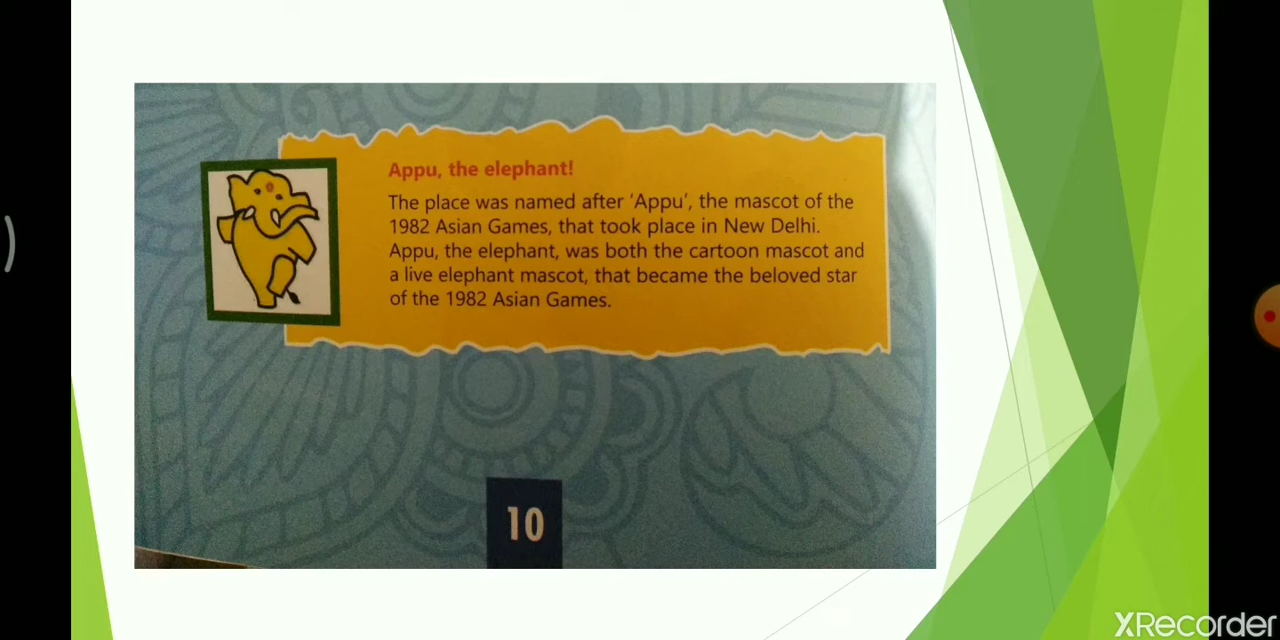 Appu, the elephant!
The place was named after ‘Appu’, the mascot of the
1982 Asian Games, that took place in New Delhi.
Appu, the elephant, was both the cartoon mascot and
a live elephant mascot, that became the beloved star
of the 1982 Asian Games.
10
XRecorder